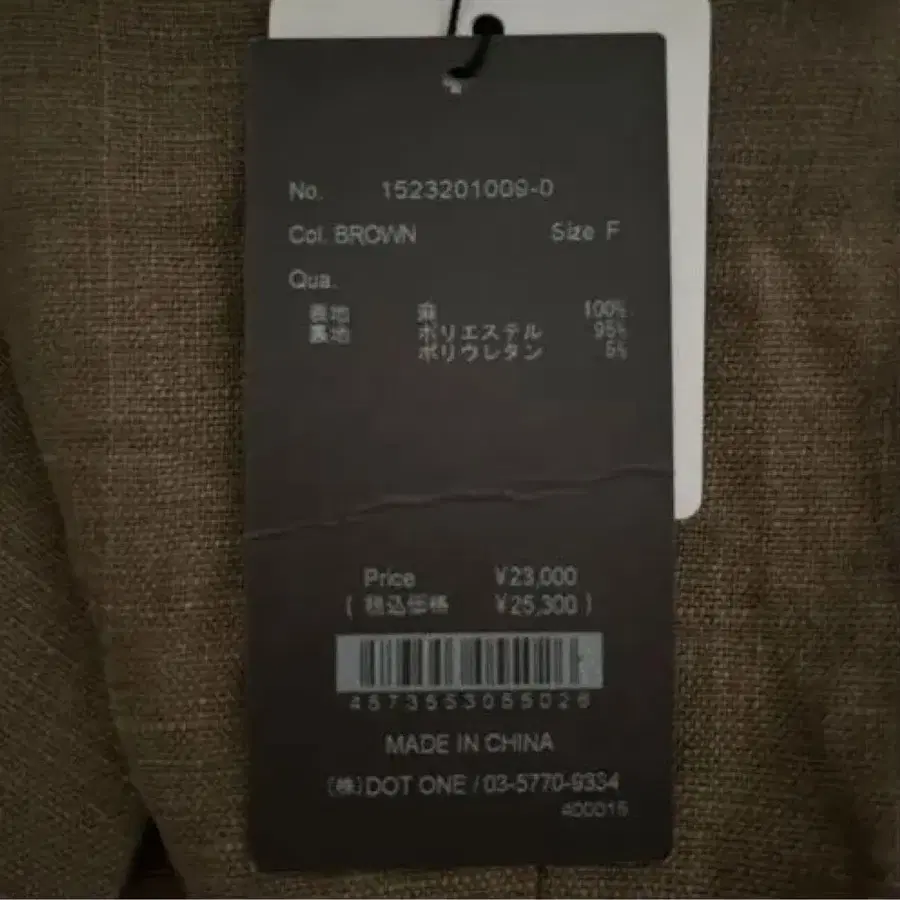 No. 1523201009-0
Col. BROWN Size F
Qua.
表地 麻 100%
裏地 ポリエステル 95%
ポリウレタン 5%
Price ¥23,000
( 税込価格 ¥25,300 )
4573553055026
MADE IN CHINA
(株)DOT ONE / 03-5770-9334
400015